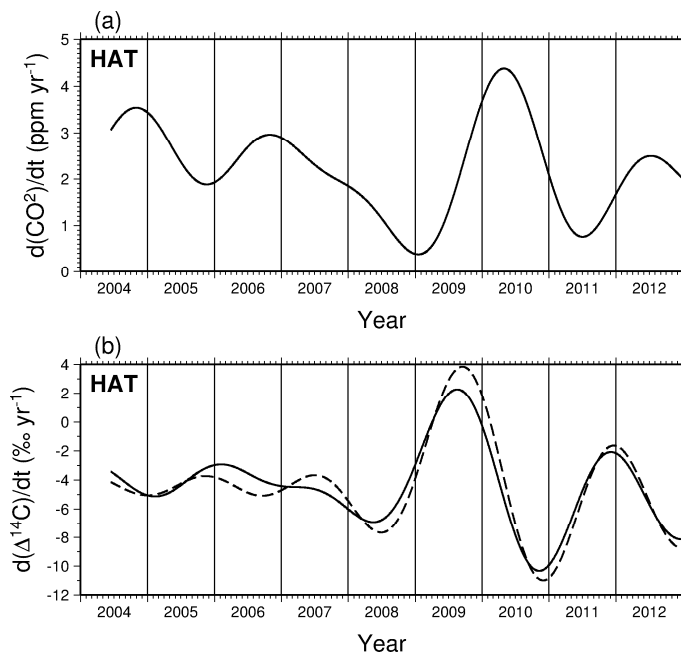 (a)
HAT
d(CO²)/dt (ppm yr⁻¹)
5
4
3
2
1
0
2004 2005 2006 2007 2008 2009 2010 2011 2012
Year
(b)
HAT
d(Δ¹⁴C)/dt (‰ yr⁻¹)
4
2
0
-2
-4
-6
-8
-10
-12
2004 2005 2006 2007 2008 2009 2010 2011 2012
Year